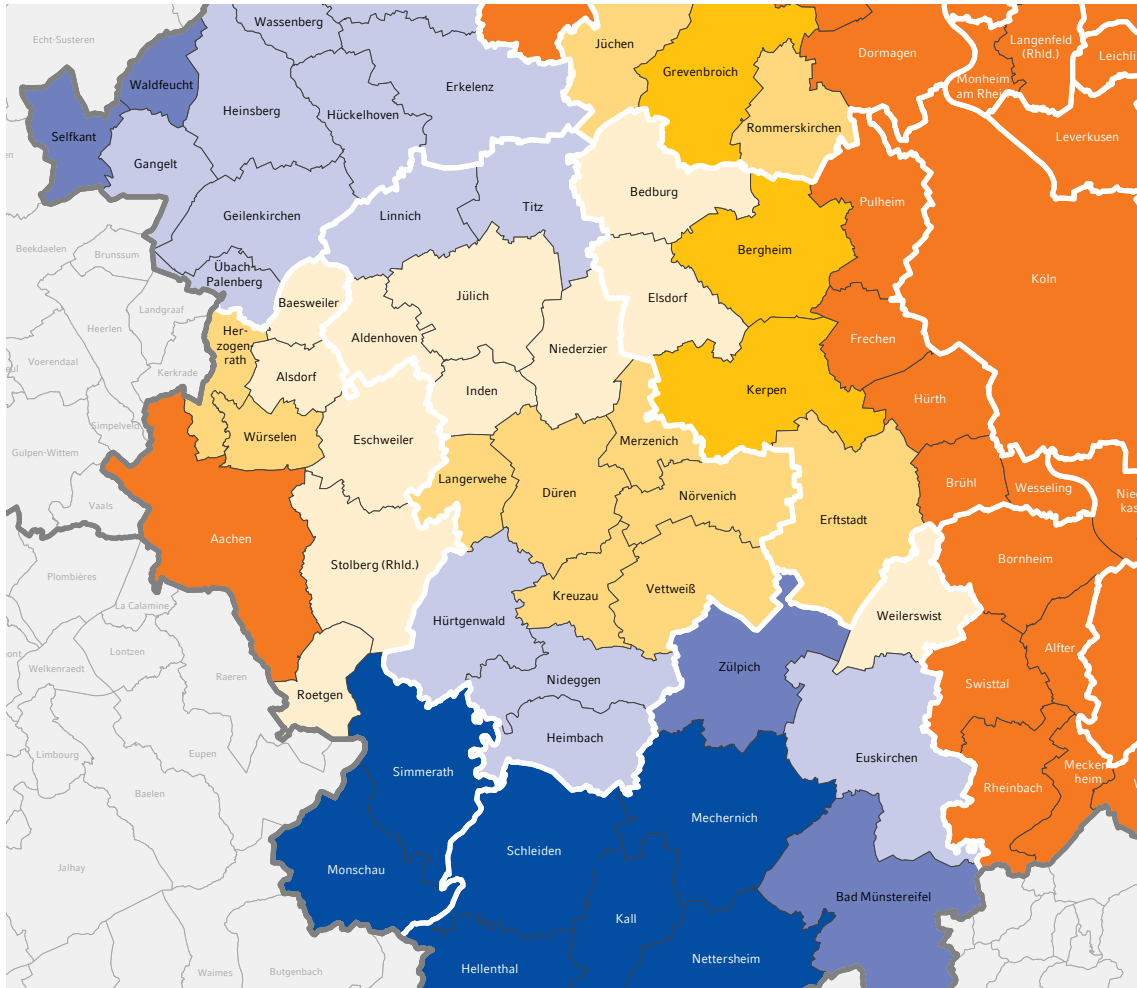 Echt-Susteren
Wassenberg
Jüchen
Dormagen
Langenfeld
(Rhld.)
Leichli
Grevenbroich
Waldfeucht
Erkelenz
Monheim
am Rhei
Heinsberg
Hückelhoven
Rommerskirchen
Leverkusen
Selfkant
Gangelt
Bedburg
Pulheim
Geilenkirchen
Linnich
Titz
Beekdaelen
Brunssum
Bergheim
Übach-
Palenberg
Köln
Baesweiler
Jülich
Elsdorf
Landgraaf
Heerlen
Her-
zogen-
rath
Aldenhoven
Niederzier
Frechen
Voerendaal
Kerkrade
Alsdorf
Inden
Kerpen
Hürth
Simpelveld
Würselen
Eschweiler
Merzenich
Gulpen-Wittem
Langerwehe
Düren
Nörvenich
Brühl
Wesseling
Nie
kas
Vaals
Aachen
Erftstadt
Stolberg (Rhld.)
Bornheim
Plombières
La Calamine
Kreuzau
Vettweiß
Hürtgenwald
Weilerswist
ont
Lontzen
Welkenraedt
Raeren
Zülpich
Alfter
Nideggen
Swisttal
Roetgen
Heimbach
Limbourg
Eupen
Euskirchen
Simmerath
Mecken
heim
Rheinbach
Baelen
Mechernich
Schleiden
Jalhay
Monschau
Bad Münstereifel
Kall
Nettersheim
Hellenthal
Waimes
Butgenbach